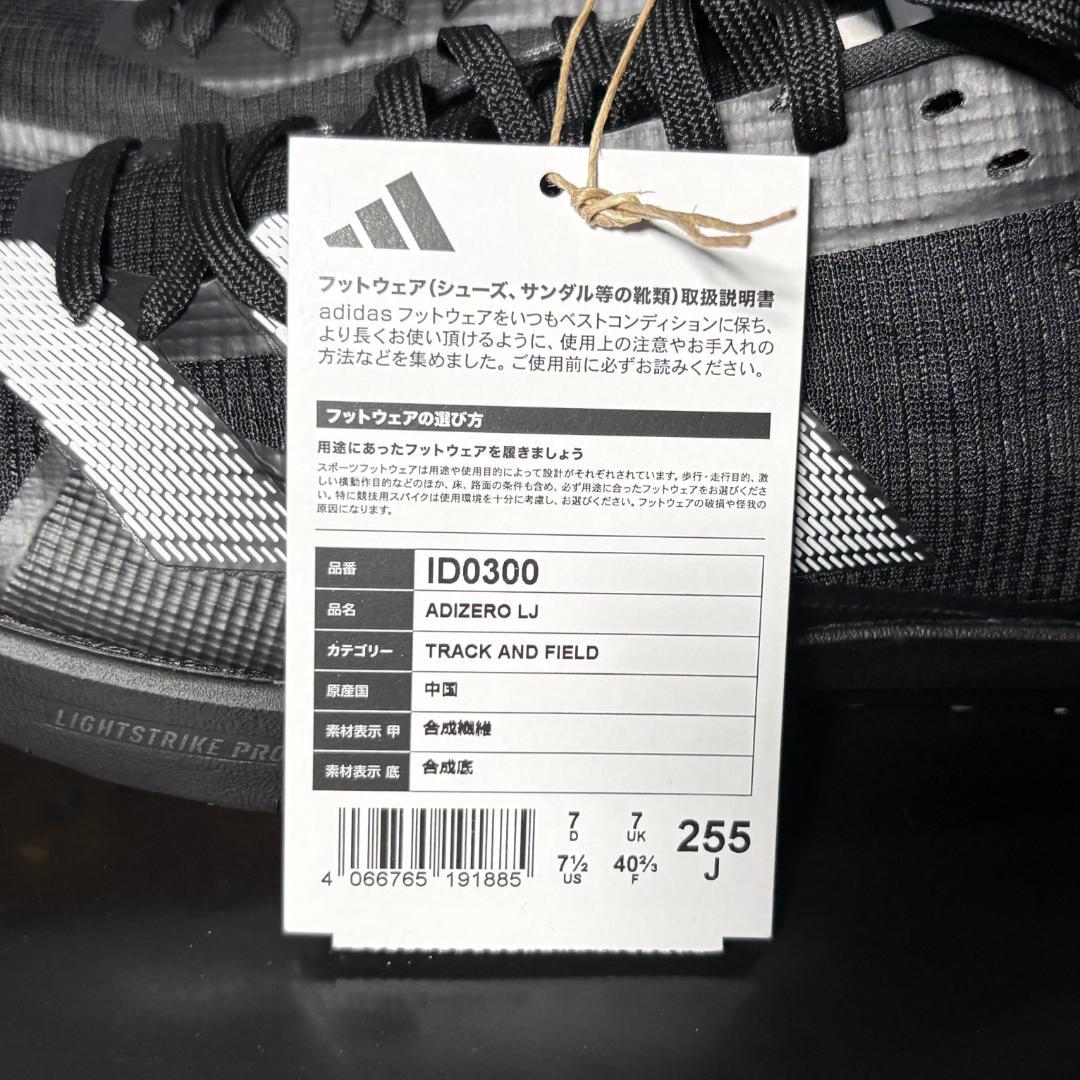 フットウェア(シューズ、サンダル等の靴類)取扱説明書
adidas フットウェアをいつもベストコンディションに保ち、
より長くお使い頂けるように、使用上の注意やお手入れの
方法などを集めました。ご使用前に必ずお読みください。
フットウェアの選び方
用途にあったフットウェアを履きましょう
スポーツフットウェアは用途や使用目的によって設計がそれぞれされています。歩行・走行目的、激
しい横動作目的などのほか、床、路面の条件も含め、必ず用途に合ったフットウェアをお選びくださ
い。特に競技用スパイクは使用環境を十分に考慮し、お選びください。フットウェアの破損や怪我の
原因になります。
品番 ID0300
品名 ADIZERO LJ
カテゴリー TRACK AND FIELD
原産国 中国
素材表示 甲 合成繊維
素材表示 底 合成底
7 D 7 UK 255 J
7½ US 40⅔ F
4 066765 191885
LIGHTSTRIKE PRO